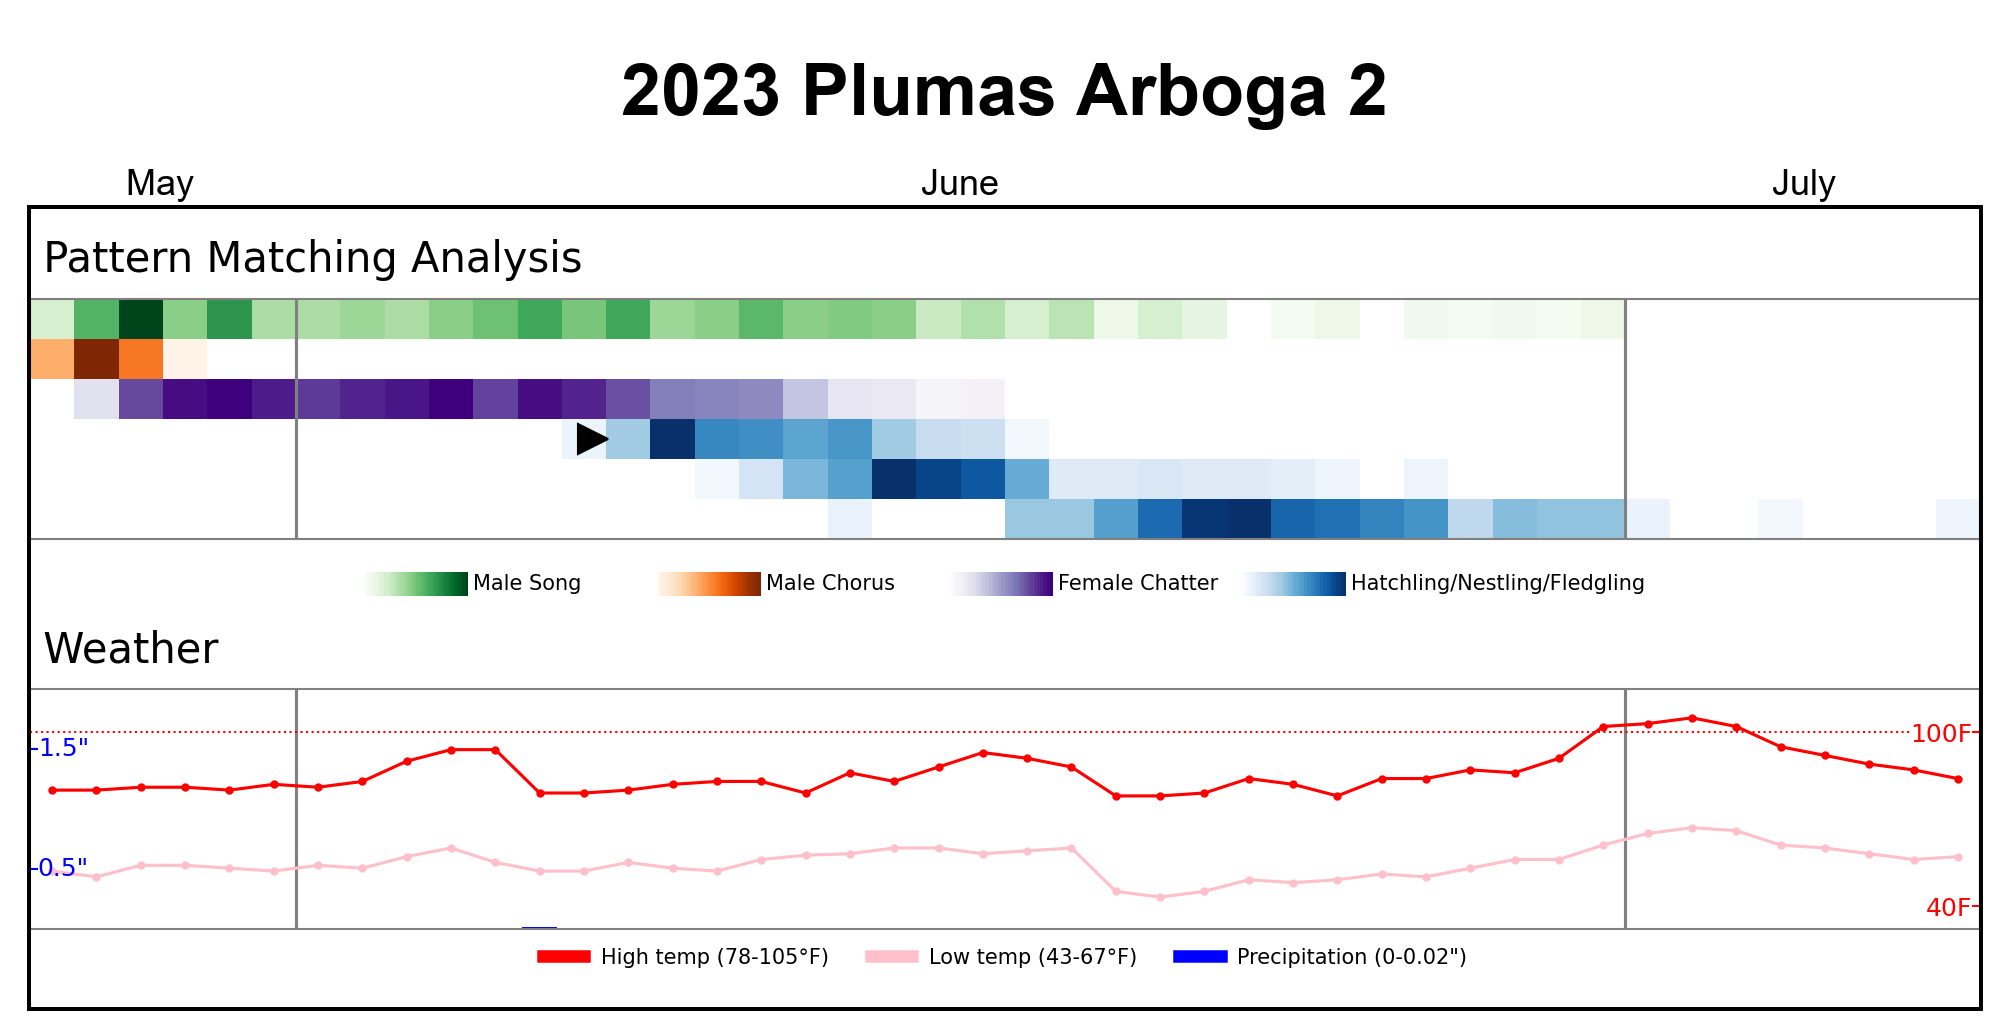 2023 Plumas Arboga 2
May June July
Pattern Matching Analysis
Male Song Male Chorus Female Chatter Hatchling/Nestling/Fledgling
Weather
1.5" 100F
0.5"
40F
High temp (78-105°F) Low temp (43-67°F) Precipitation (0-0.02")